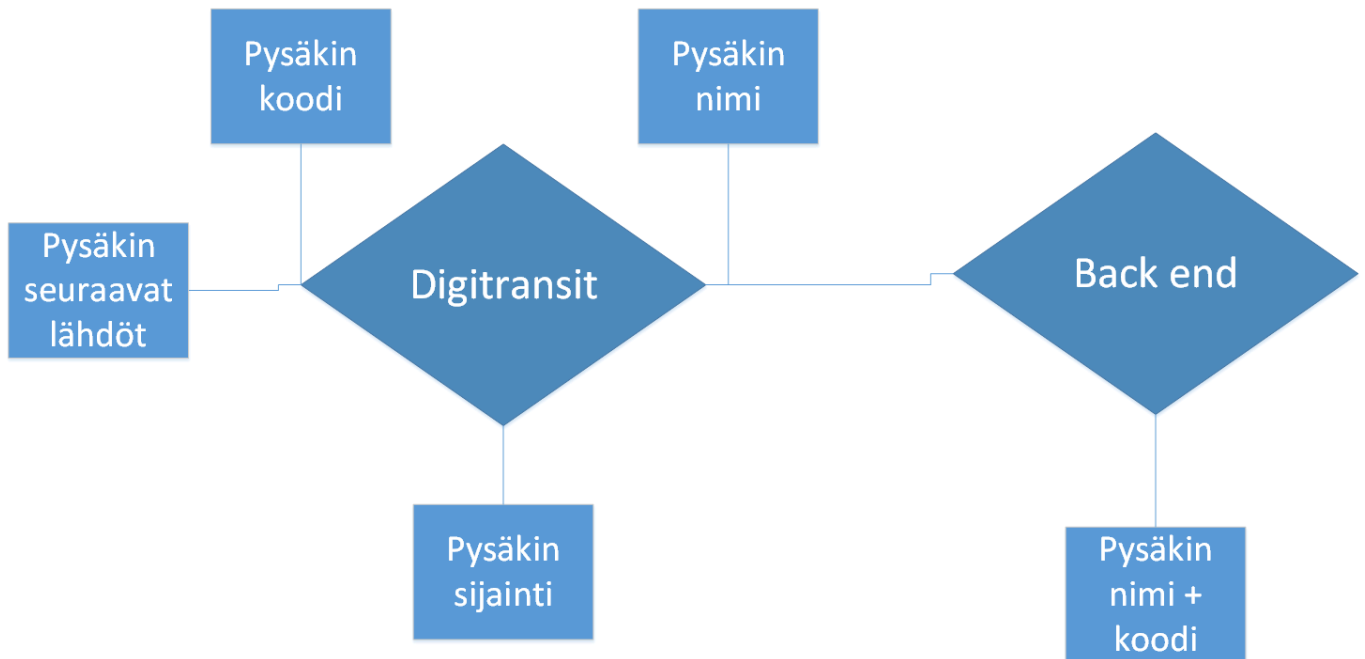 Pysäkin
koodi
Pysäkin
nimi
Pysäkin
seuraavat
lähdöt
Digitransit
Back end
Pysäkin
sijainti
Pysäkin
nimi +
koodi